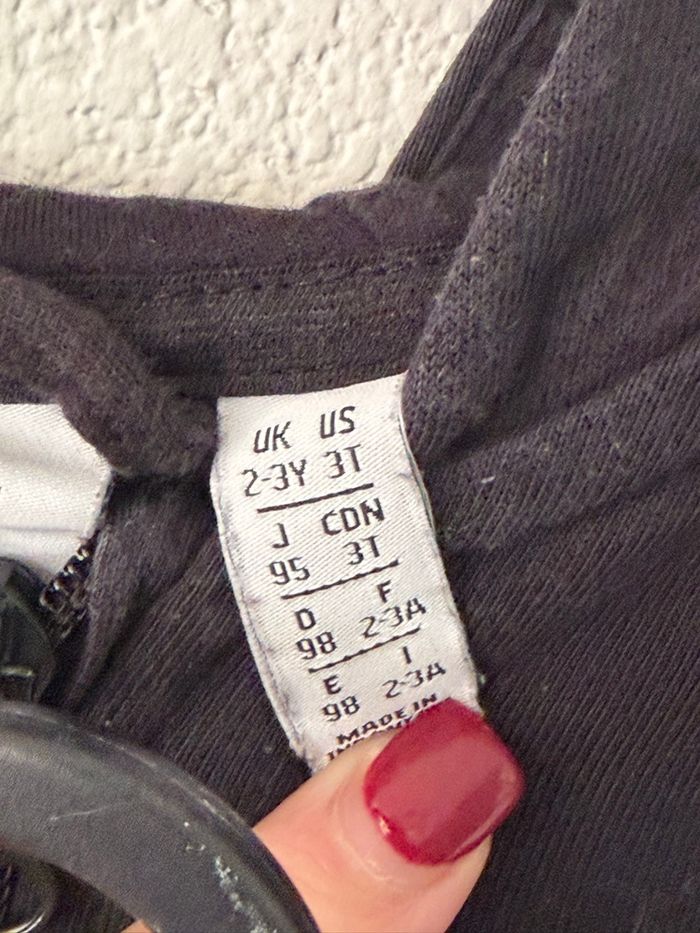 UK US
2-3Y 3T
J CDN
95 3T
D F
98 2-3A
E I
98 2-3A
MADE IN